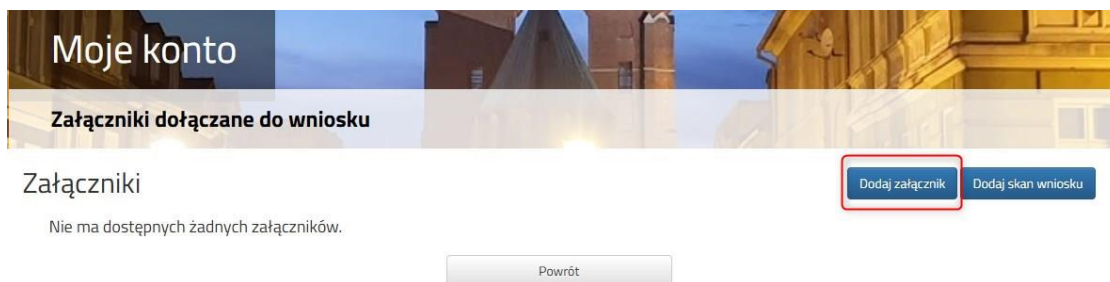 Moje konto
Załączniki dołączane do wniosku
Załączniki
Dodaj załącznik
Dodaj skan wniosku
Nie ma dostępnych żadnych załączników.
Powrót